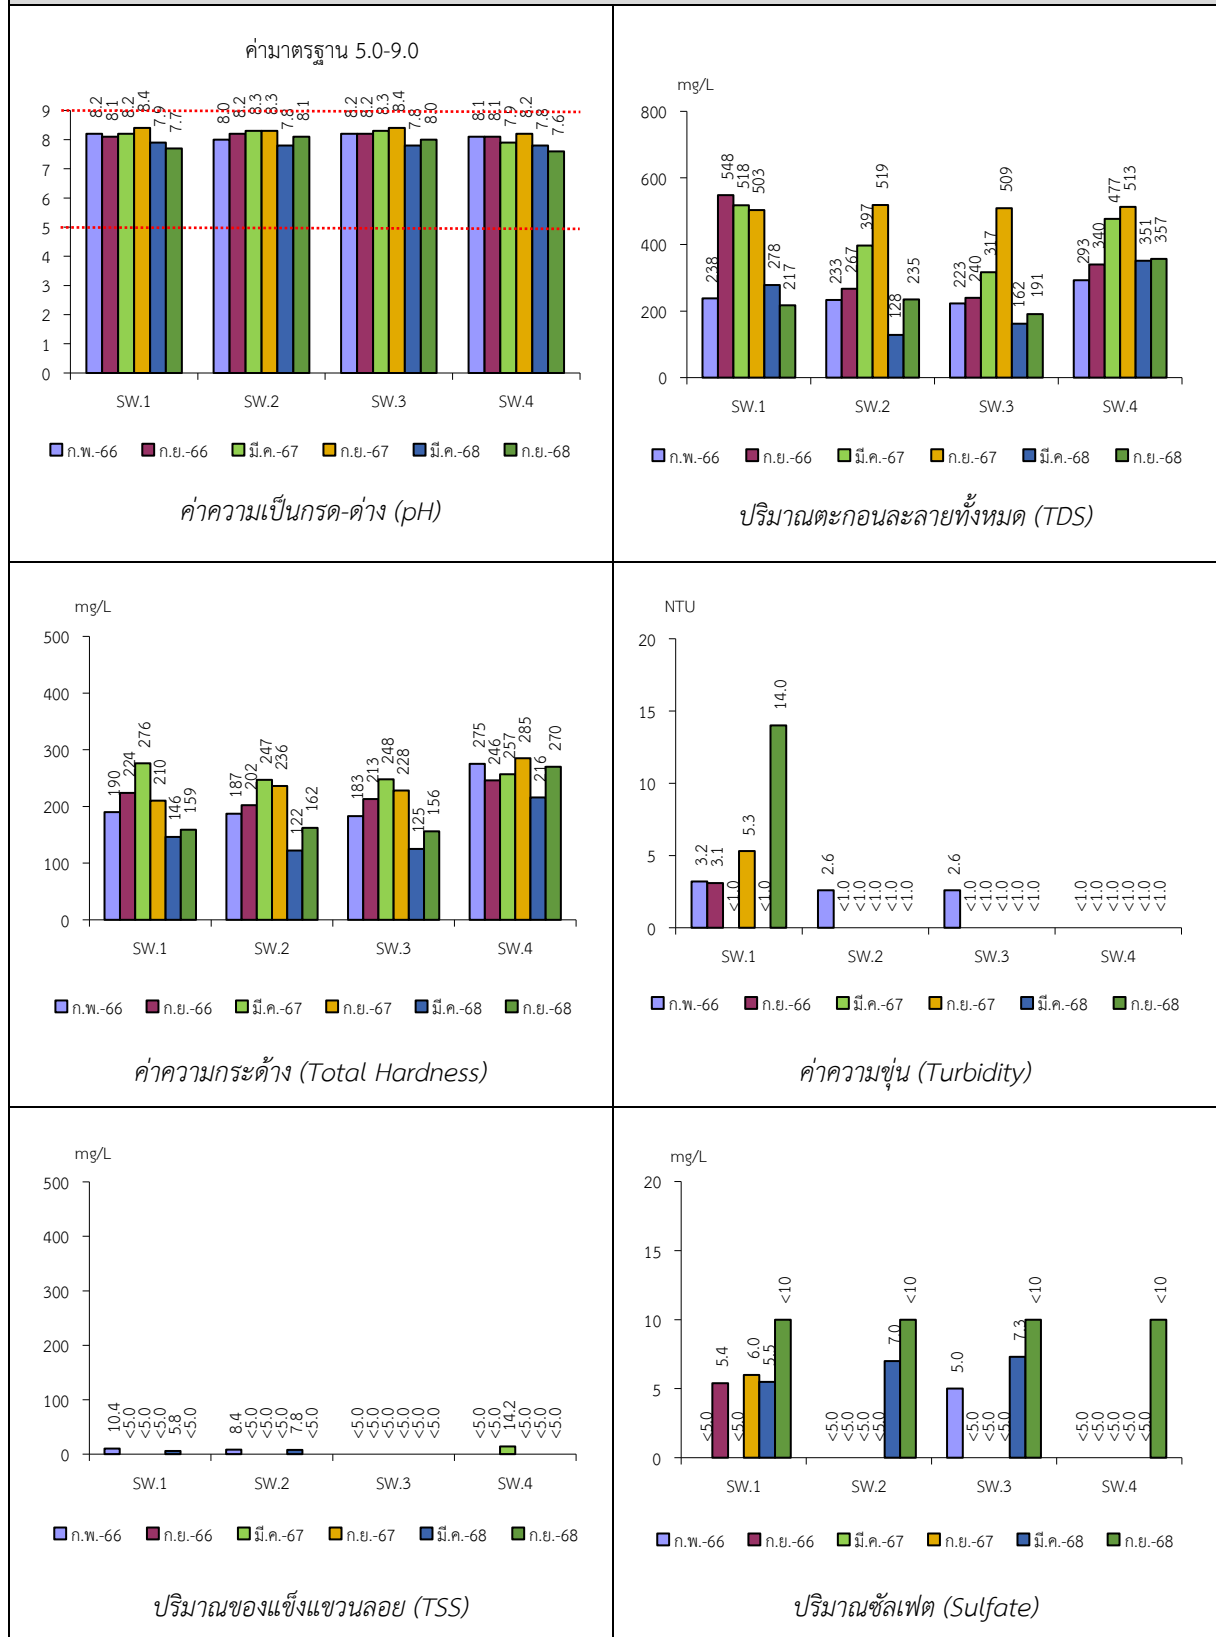 ค่ามาตรฐาน 5.0-9.0
9
8
7
6
5
4
3
2
1
0
8.2 8.1 8.2 8.4 7.9 7.7
8.0 8.2 8.3 8.3 7.8 8.1
8.2 8.2 8.3 8.4 7.8 8.0
8.1 8.1 7.9 8.2 7.8 7.6
SW.1 SW.2 SW.3 SW.4
ก.พ.-66 ก.ย.-66 มี.ค.-67 ก.ย.-67 มี.ค.-68 ก.ย.-68
ค่าความเป็นกรด-ด่าง (pH)
mg/L
800
600
400
200
0
238 548 518 503 278 217
233 267 397 519 128 235
223 240 317 509 162 191
293 340 477 513 351 357
SW.1 SW.2 SW.3 SW.4
ก.พ.-66 ก.ย.-66 มี.ค.-67 ก.ย.-67 มี.ค.-68 ก.ย.-68
ปริมาณตะกอนละลายทั้งหมด (TDS)
mg/L
500
400
300
200
100
0
190 224 276 210 146 159
187 202 247 236 122 162
183 213 248 228 125 156
275 246 257 285 216 270
SW.1 SW.2 SW.3 SW.4
ก.พ.-66 ก.ย.-66 มี.ค.-67 ก.ย.-67 มี.ค.-68 ก.ย.-68
ค่าความกระด้าง (Total Hardness)
NTU
20
15
10
5
0
3.2 3.1 <1.0 5.3 <1.0 14.0
2.6 <1.0 <1.0 <1.0 <1.0
2.6 <1.0 <1.0 <1.0 <1.0 <1.0
<1.0 <1.0 <1.0 <1.0 <1.0 <1.0
SW.1 SW.2 SW.3 SW.4
ก.พ.-66 ก.ย.-66 มี.ค.-67 ก.ย.-67 มี.ค.-68 ก.ย.-68
ค่าความขุ่น (Turbidity)
mg/L
500
400
300
200
100
0
10.4 <5.0 <5.0 <5.0 5.8 <5.0
8.4 <5.0 <5.0 <5.0 7.8 <5.0
<5.0 <5.0 <5.0 <5.0 <5.0 <5.0
<5.0 <5.0 14.2 <5.0 <5.0 <5.0
SW.1 SW.2 SW.3 SW.4
ก.พ.-66 ก.ย.-66 มี.ค.-67 ก.ย.-67 มี.ค.-68 ก.ย.-68
ปริมาณของแข็งแขวนลอย (TSS)
mg/L
20
15
10
5
0
<5.0 5.4 <5.0 6.0 5.5 <10
<5.0 <5.0 <5.0 <5.0 7.0 <10
5.0 <5.0 <5.0 <5.0 7.3 <10
<5.0 <5.0 <5.0 <5.0 <5.0 <10
SW.1 SW.2 SW.3 SW.4
ก.พ.-66 ก.ย.-66 มี.ค.-67 ก.ย.-67 มี.ค.-68 ก.ย.-68
ปริมาณซัลเฟต (Sulfate)